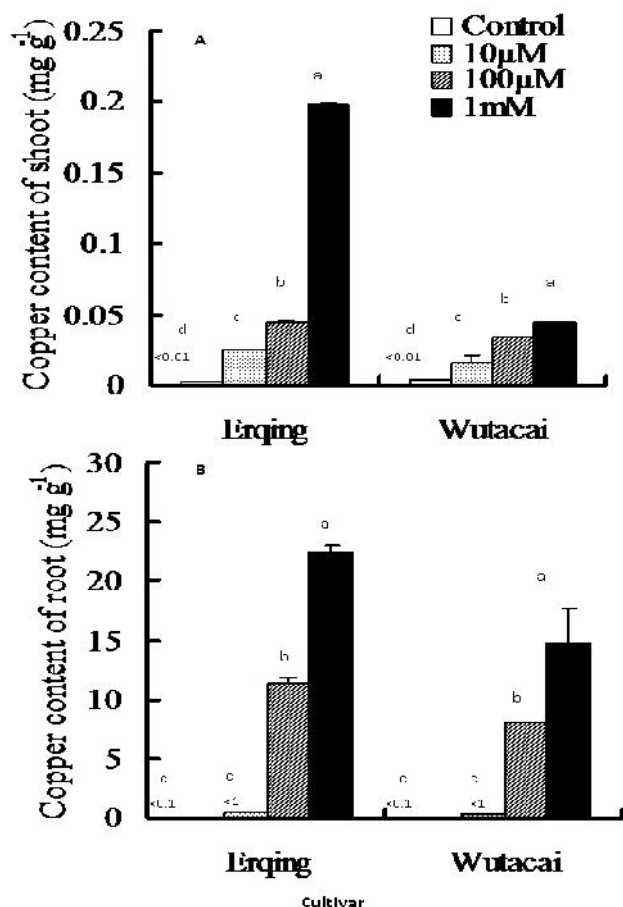 A
Control
10μM
100μM
1mM
Copper content of shoot (mg g-1)
0.25
0.2
0.15
0.1
0.05
0
d
<0.01
c
b
a
d
<0.01
c
b
a
Erqing
Wutacai
B
Copper content of root (mg g-1)
30
25
20
15
10
5
0
c
<0.1
c
<1
b
a
c
<0.1
c
<1
b
a
Erqing
Wutacai
Cultivar